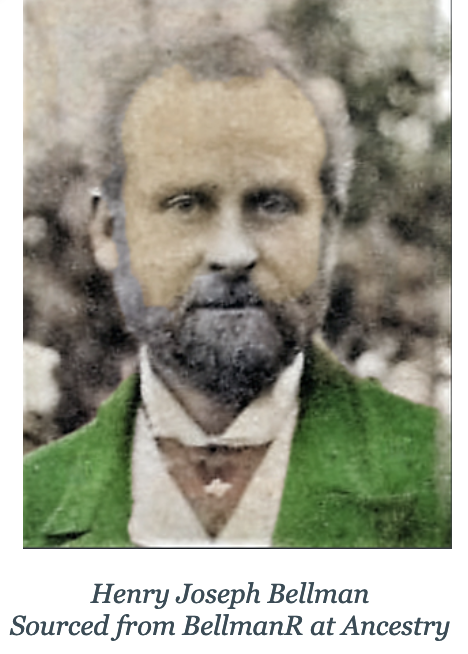 Henry Joseph Bellman
Sourced from BellmanR at Ancestry